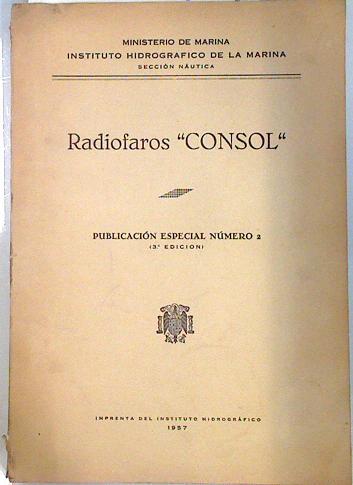 MINISTERIO DE MARINA
INSTITUTO HIDROGRAFICO DE LA MARINA
SECCIÓN NÁUTICA
Radiofaros “CONSOL“
PUBLICACIÓN ESPECIAL NÚMERO 2
(3.ª EDICION)
IMPRENTA DEL INSTITUTO HIDROGRÁFICO
1957